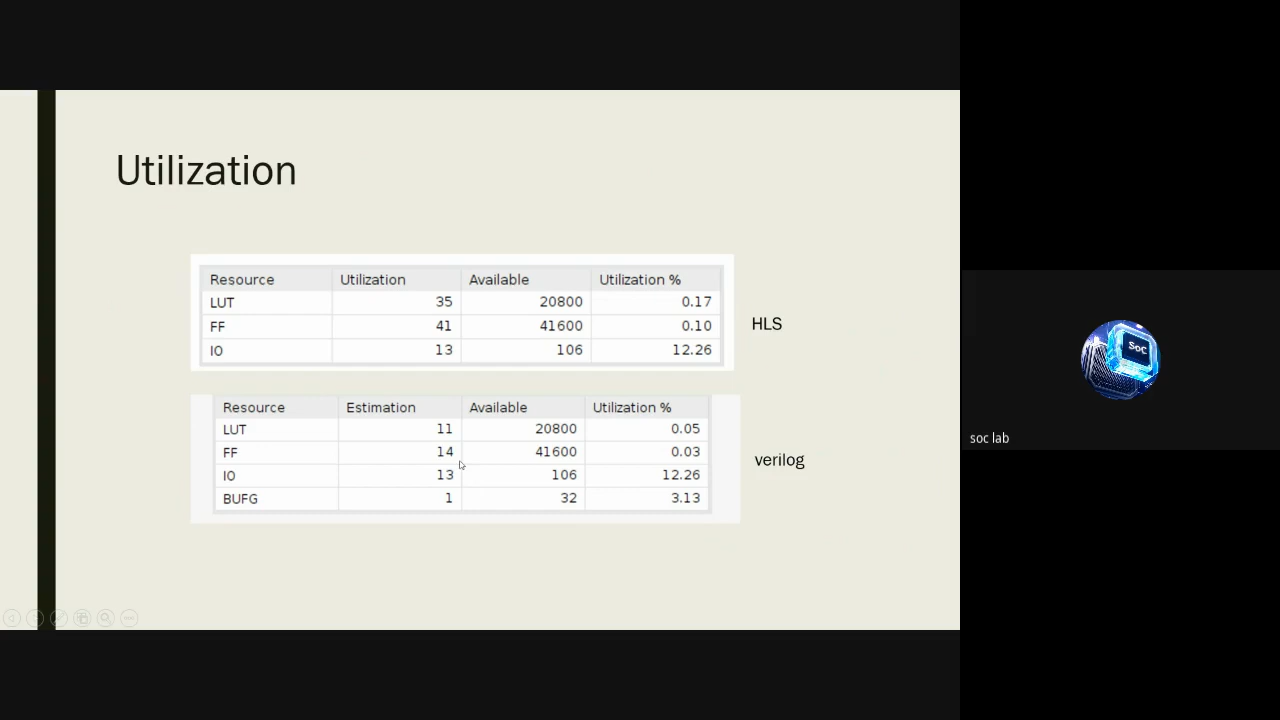 Utilization
Resource Utilization Available Utilization %
LUT 35 20800 0.17
FF 41 41600 0.10
IO 13 106 12.26
HLS
Resource Estimation Available Utilization %
LUT 11 20800 0.05
FF 14 41600 0.03
IO 13 106 12.26
BUFG 1 32 3.13
verilog
SoC
soc lab